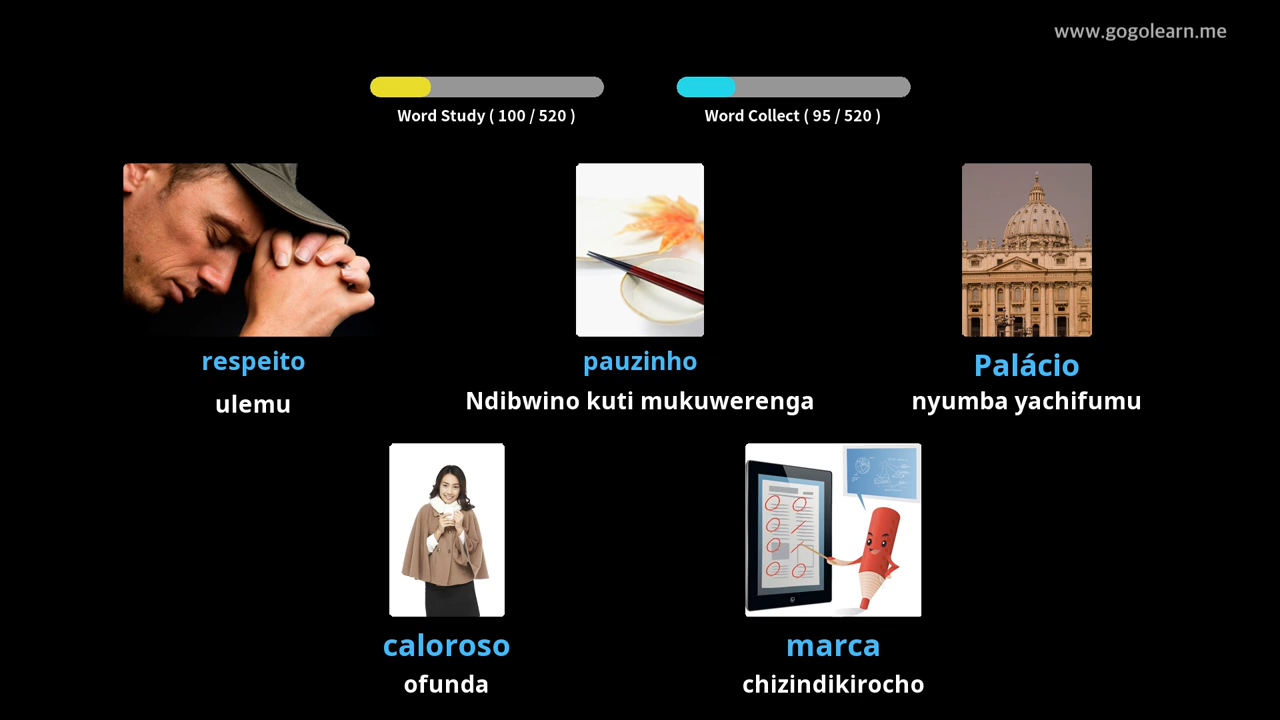 www.gogolearn.me
Word Study ( 100 / 520 )
Word Collect ( 95 / 520 )
respeito
ulemu
pauzinho
Ndibwino kuti mukuwerenga
Palácio
nyumba yachifumu
caloroso
ofunda
marca
chizindikirocho